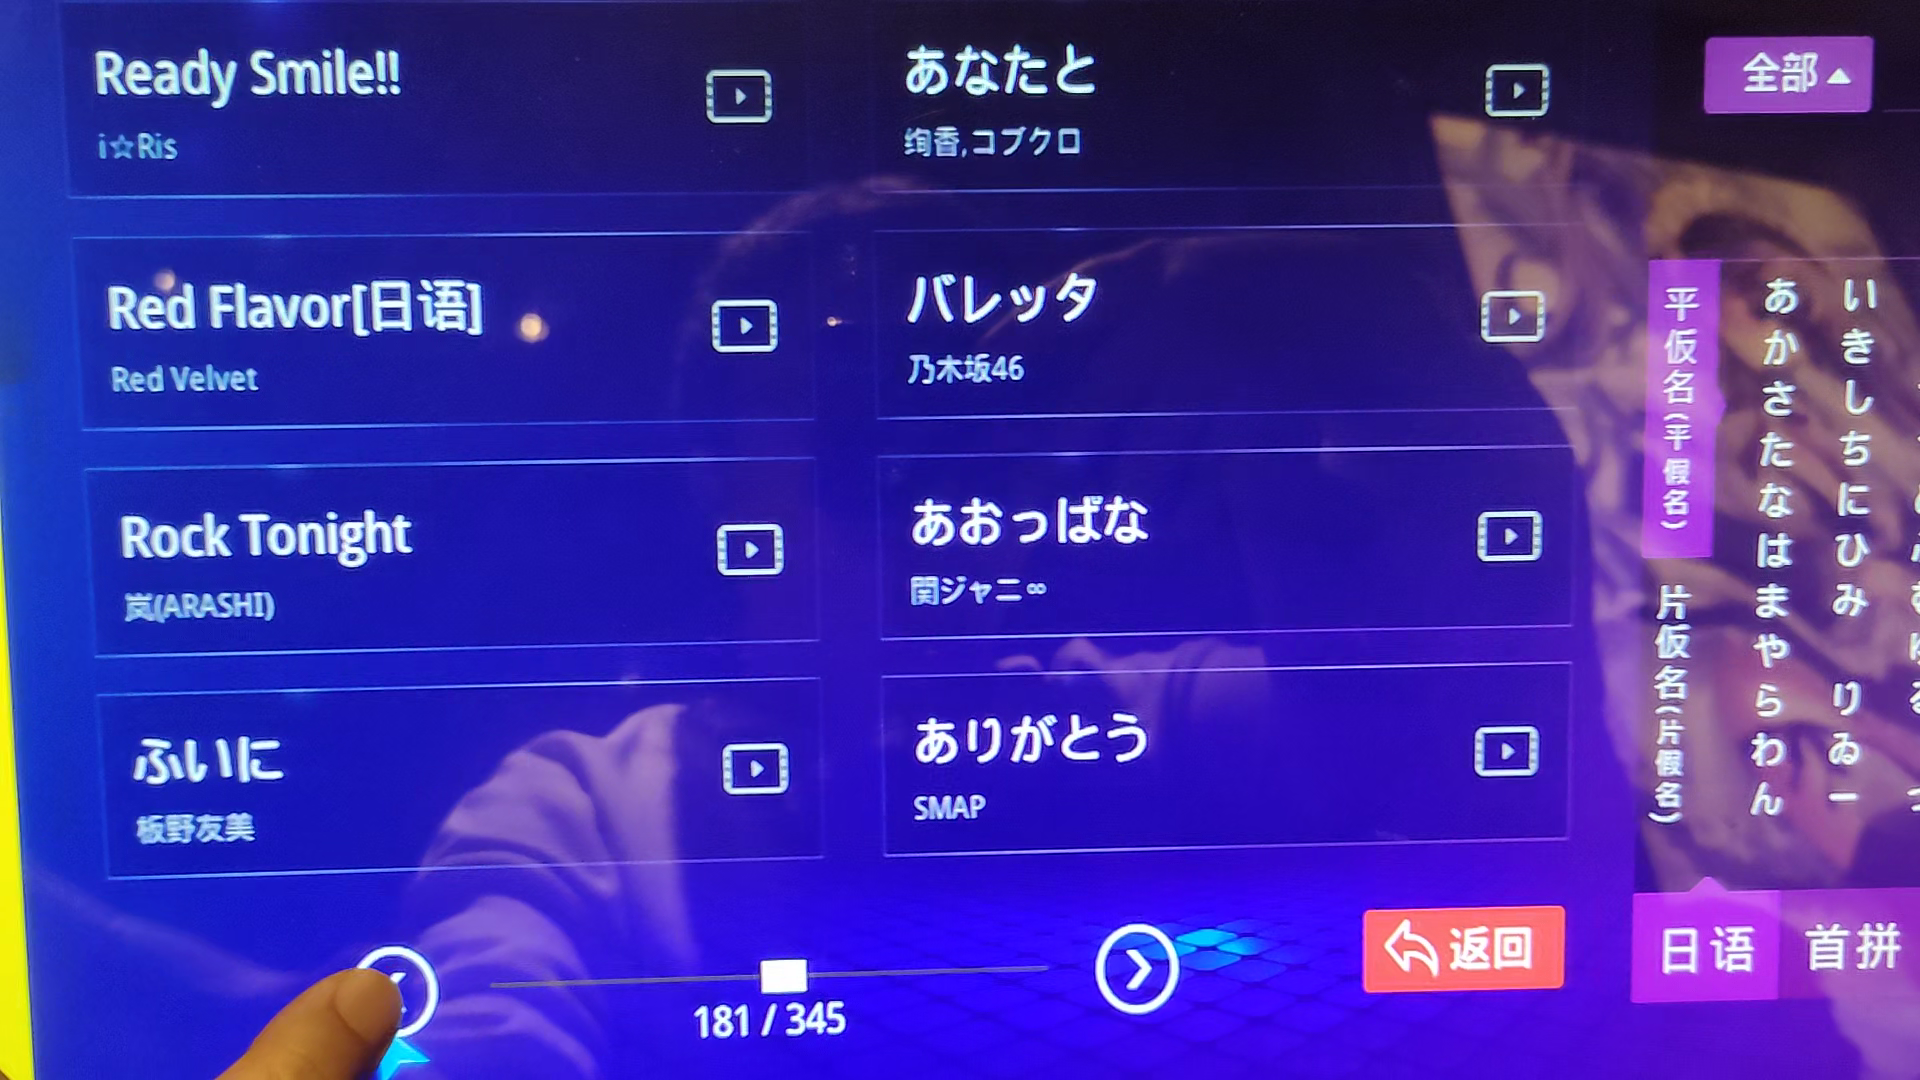 Ready Smile!!
i☆Ris
あなたと
绚香,コブクロ
全部
Red Flavor[日语]
Red Velvet
バレッタ
乃木坂46
Rock Tonight
岚(ARASHI)
あおっぱな
関ジャニ∞
ふいに
板野友美
ありがとう
SMAP
平仮名(平假名)
片仮名(片假名)
あかさたなはまやらわん
いきしちにひみ りゐー
181 / 345
返回
日语
首拼